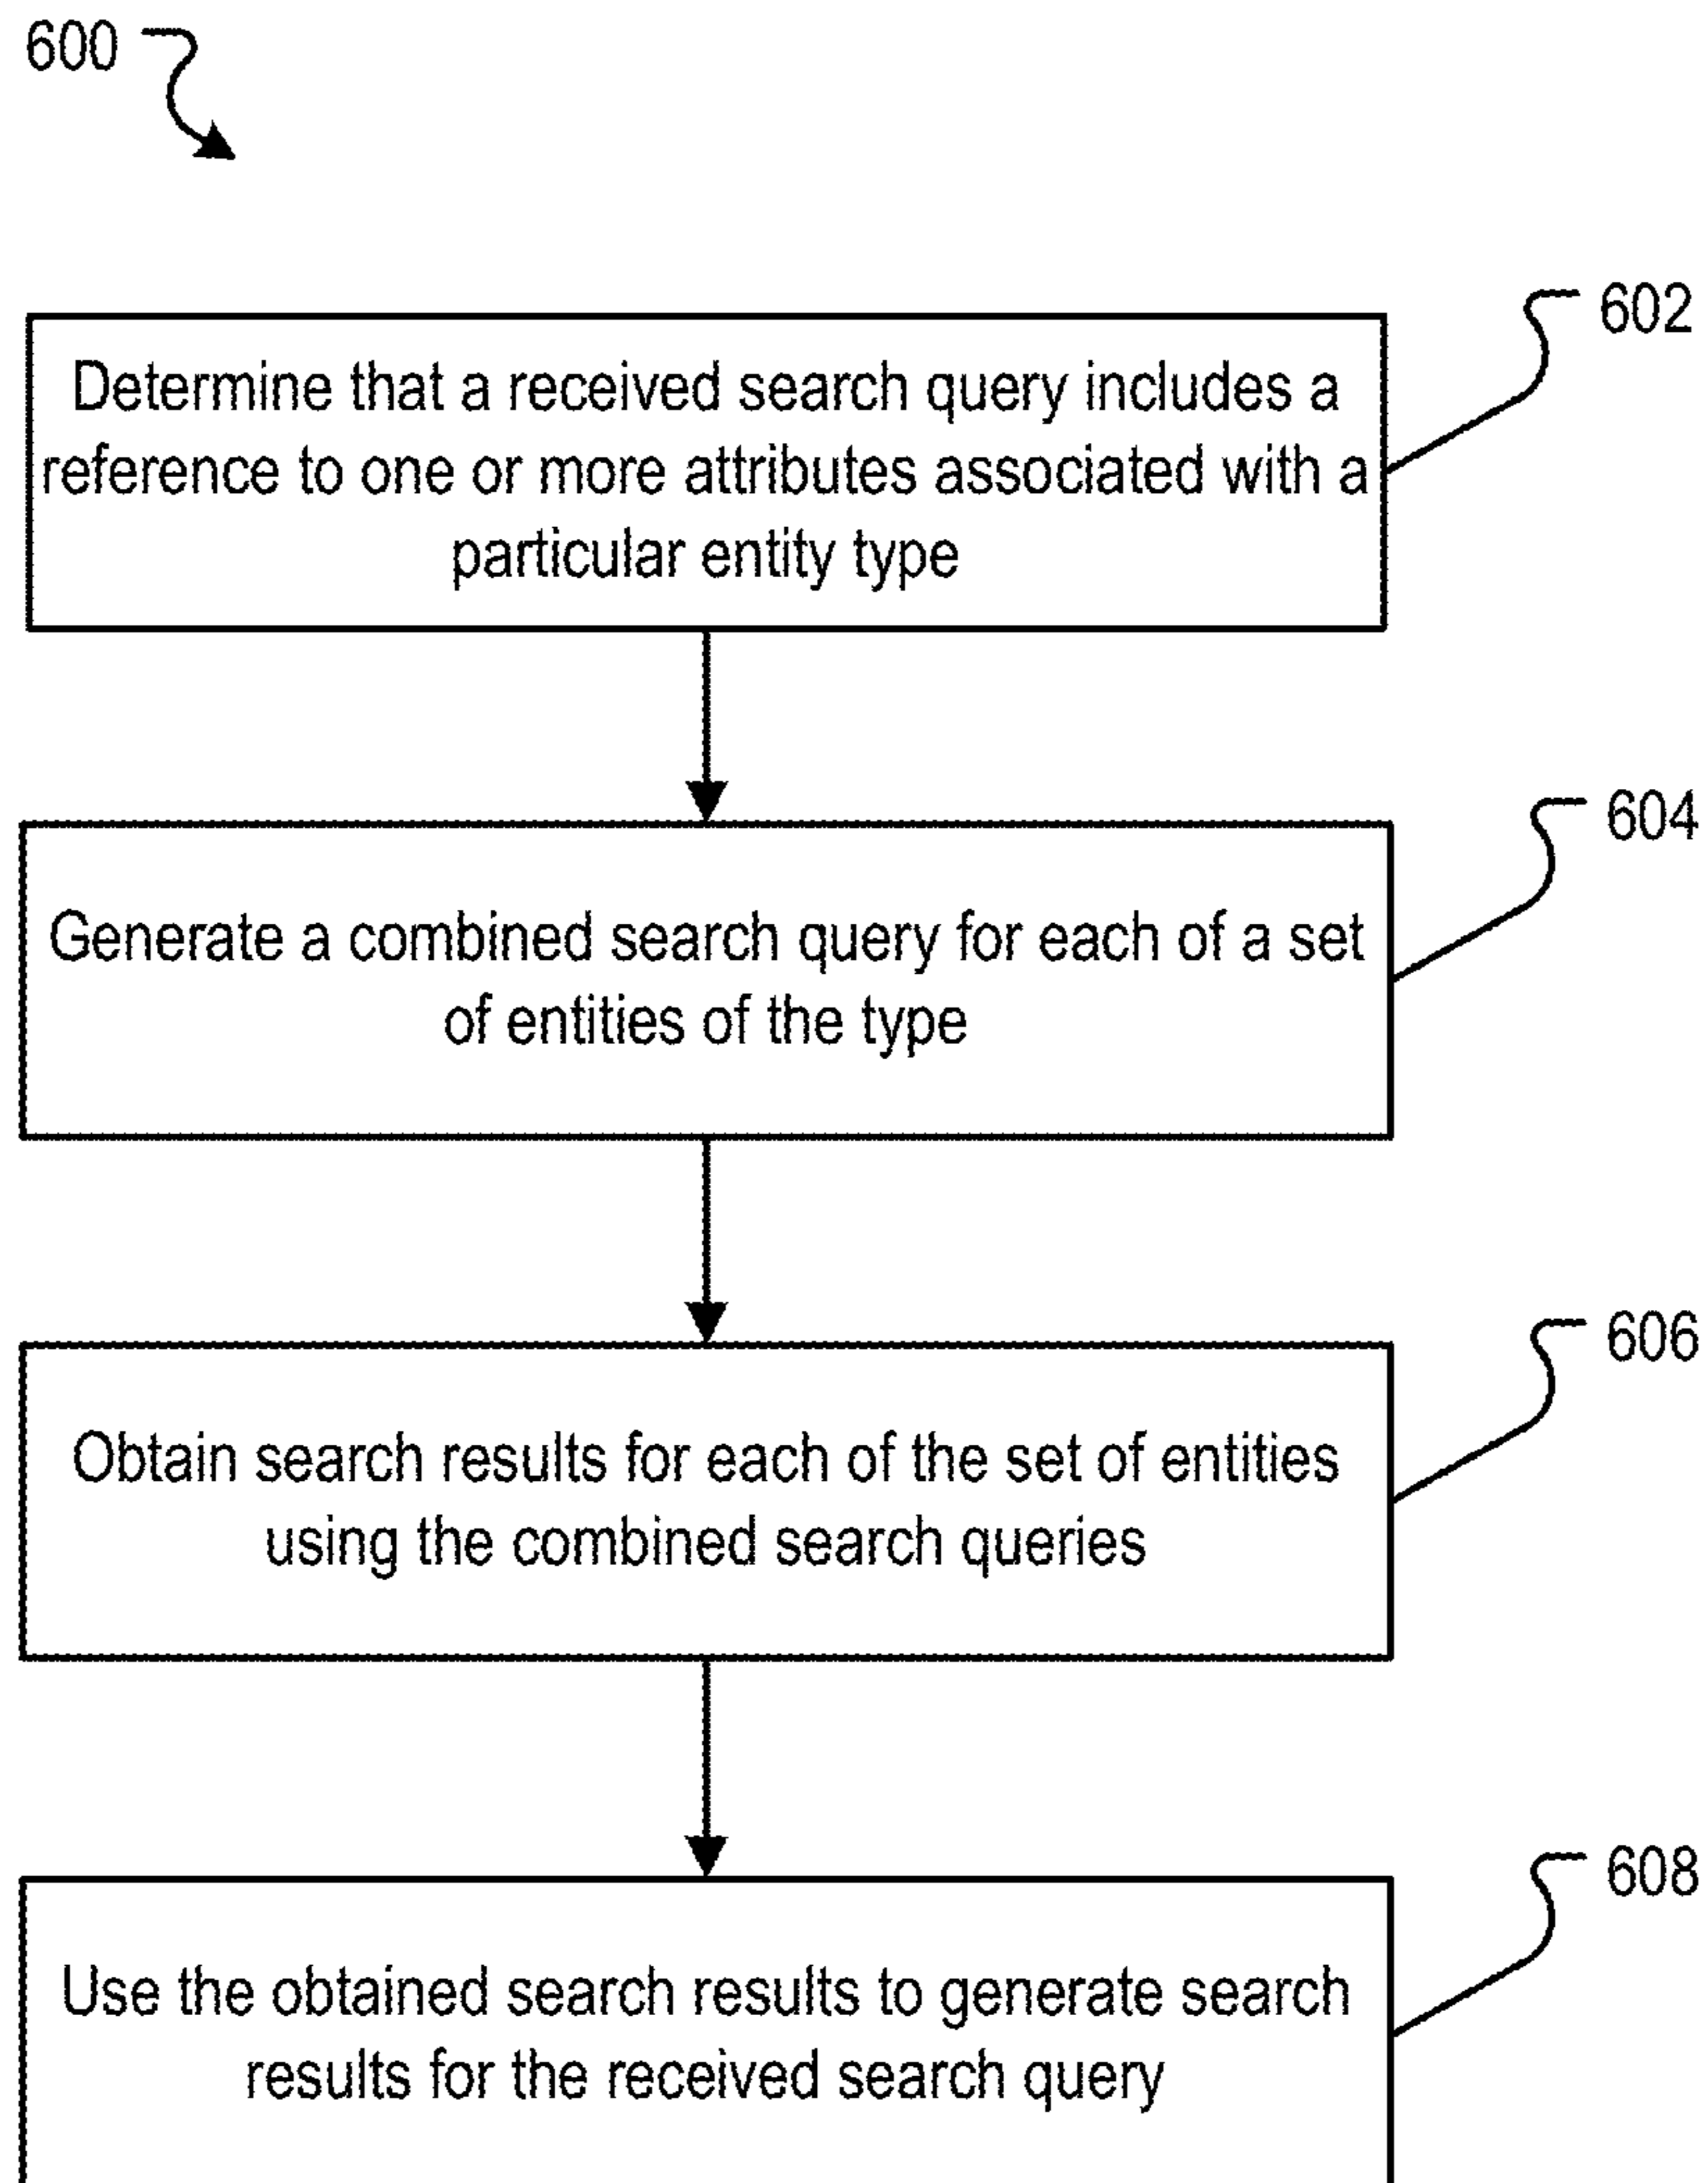 600
602
Determine that a received search query includes a
reference to one or more attributes associated with a
particular entity type
604
Generate a combined search query for each of a set
of entities of the type
606
Obtain search results for each of the set of entities
using the combined search queries
608
Use the obtained search results to generate search
results for the received search query